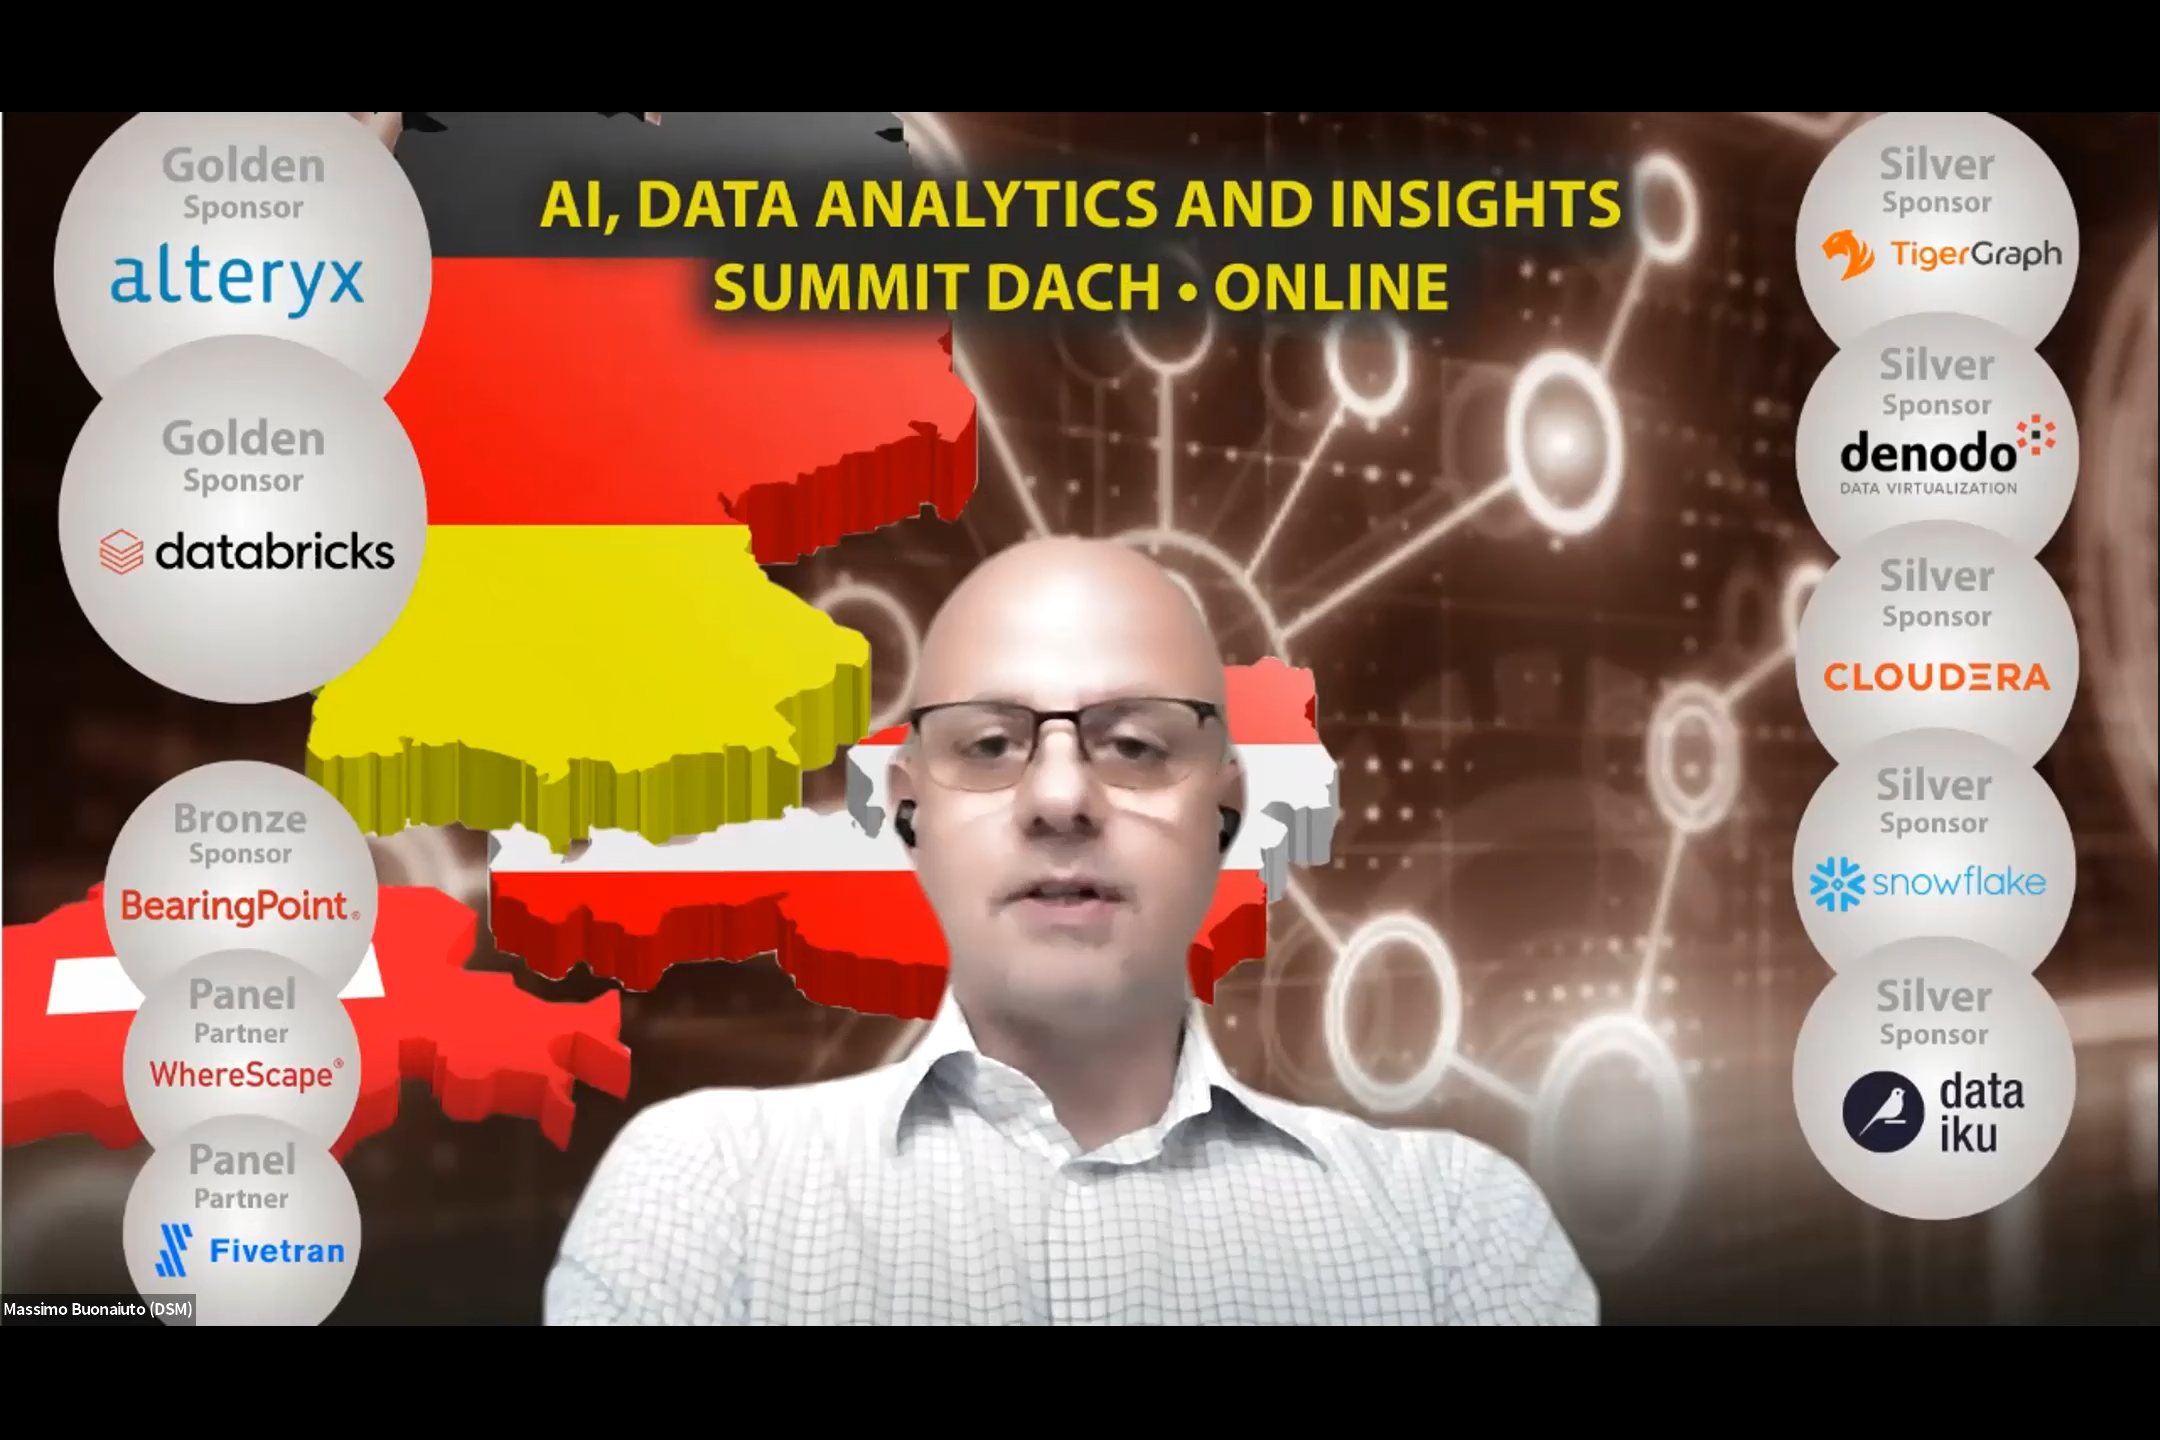 AI, DATA ANALYTICS AND INSIGHTS
SUMMIT DACH • ONLINE
Golden
Sponsor
alteryx
Golden
Sponsor
databricks
Bronze
Sponsor
BearingPoint®
Panel
Partner
WhereScape®
Panel
Partner
Fivetran
Massimo Buonaiuto (DSM)
Silver
Sponsor
TigerGraph
Silver
Sponsor
denodo
DATA VIRTUALIZATION
Silver
Sponsor
CLOUDERA
Silver
Sponsor
snowflake
Silver
Sponsor
data
iku